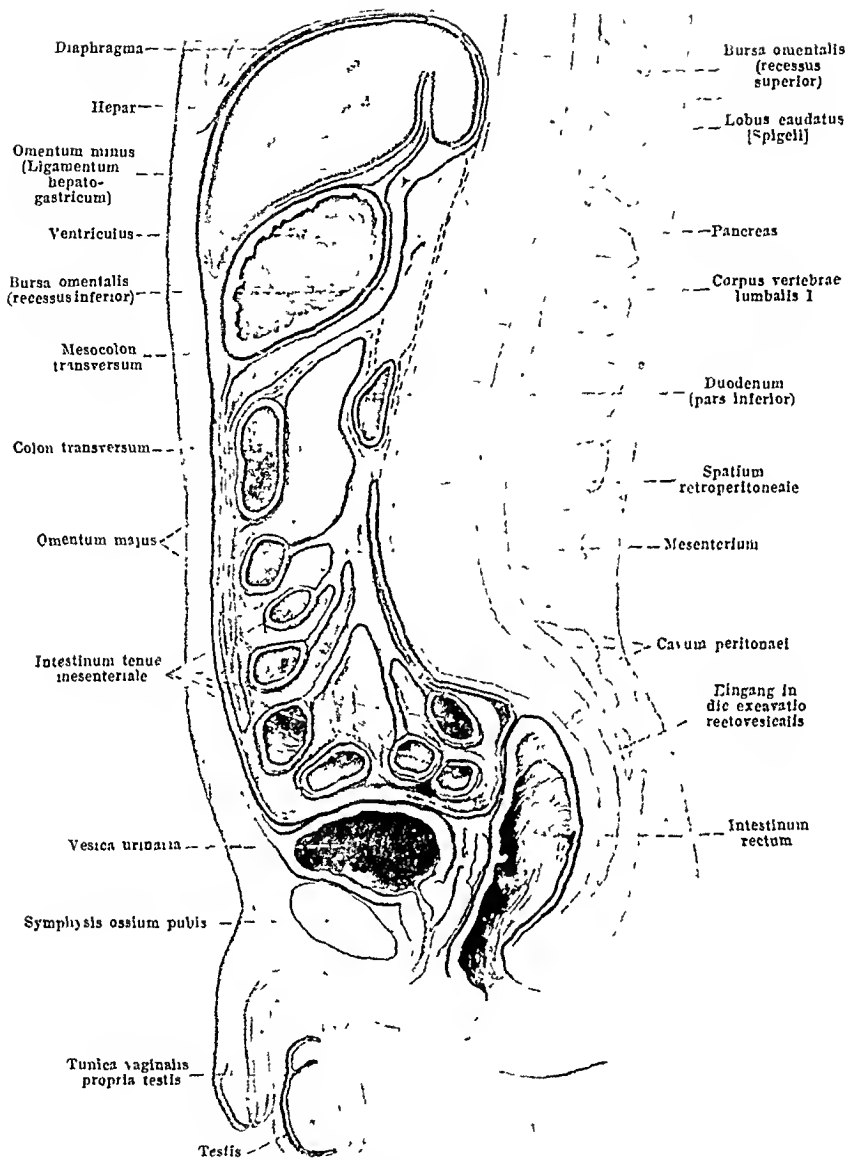 Diaphragma
Hepar
Omentum minus
(Ligamentum
hepato-
gastricum)
Ventriculus
Bursa omentalis
(recessus inferior)
Mesocolon
transversum
Colon transversum
Omentum majus
Intestinum tenue
mesenteriale
Vesica urinaria
Symphysis ossium pubis
Tunica vaginalis
propria testis
Testis
Bursa omentalis
(recessus
superior)
Lobus caudatus
[Spigeli]
Pancreas
Corpus vertebrae
lumbalis I
Duodenum
(pars inferior)
Spatium
retroperitoneale
Mesenterium
Cavum peritonaei
Eingang in
die excavatio
rectovesicalis
Intestinum
rectum